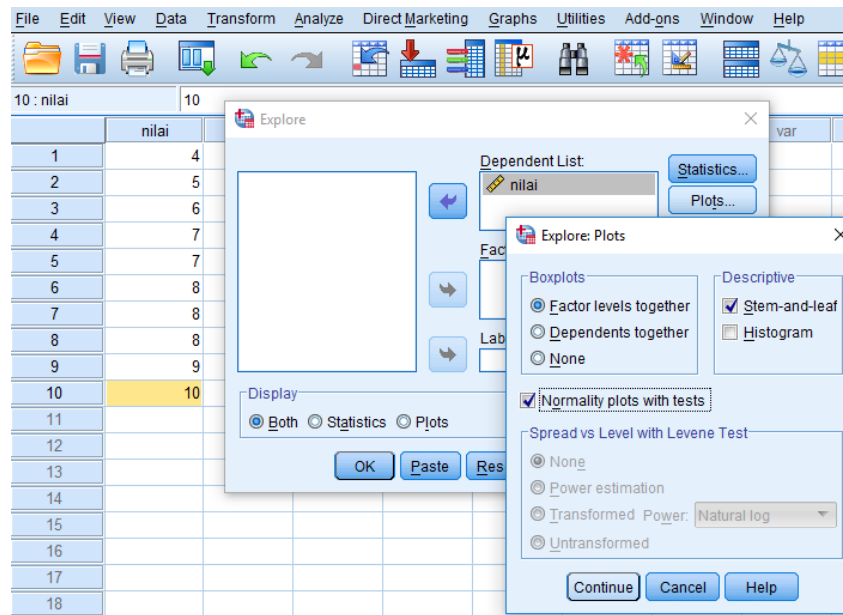 File Edit View Data Transform Analyze Direct Marketing Graphs Utilities Add-ons Window Help
10 : nilai 10
nilai var
1 4
2 5
3 6
4 7
5 7
6 8
7 8
8 8
9 9
10 10
11
12
13
14
15
16
17
18
Explore
Dependent List:
nilai
Statistics...
Plots...
Display
Both Statistics Plots
OK Paste
Explore: Plots
Boxplots
Factor levels together
Dependents together
None
Descriptive
Stem-and-leaf
Histogram
Normality plots with tests
Spread vs Level with Levene Test
None
Power estimation
Transformed Power: Natural log
Untransformed
Continue Cancel Help